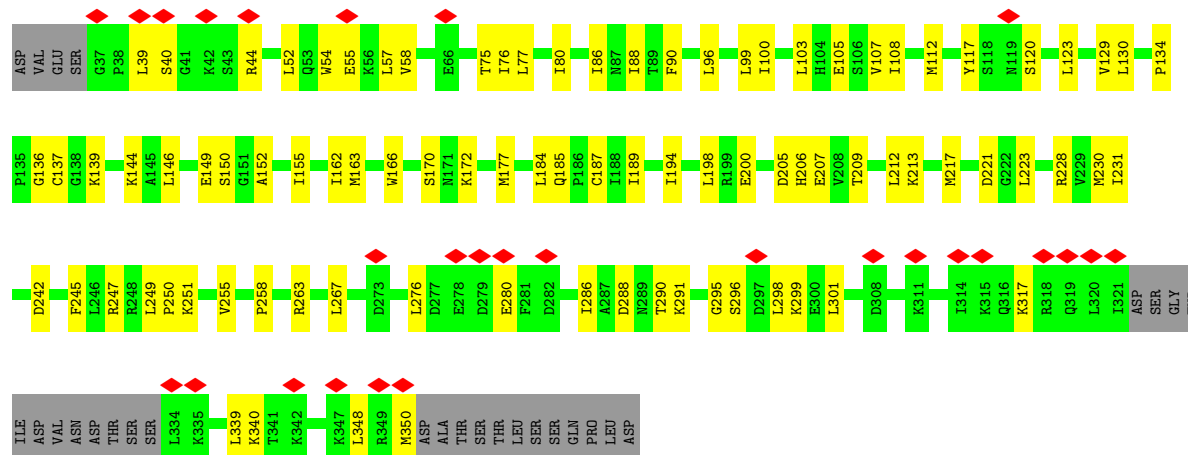 ASP VAL GLU SER G37 P38 L39 S40 G41 K42 S43 R44 L52 Q53 W54 E55 K56 L57 V58 E66 T75 I76 L77 I80 I86 N87 I88 T89 F90 L96 L99 I100 L103 H104 E105 S106 V107 I108 M112 Y117 S118 N119 S120 L123 V129 L130 P134
P135 G136 C137 G138 K139 K144 A145 L146 E149 S150 G151 A152 I155 I162 M163 W166 S170 N171 K172 M177 L184 Q185 P186 C187 I188 I189 I194 L198 R199 E200 D205 H206 E207 V208 T209 L212 K213 M217 D221 G222 L223 R228 V229 M230 I231
D242 F245 L246 R247 R248 L249 P250 K251 V255 P258 R263 L267 D273 L276 D277 E278 D279 E280 F281 D282 I286 A287 D288 N289 T290 K291 G295 S296 D297 L298 K299 E300 L301 D308 K311 I314 K315 Q316 K317 R318 Q319 L320 I321 ASP SER GLY
ILE ASP VAL ASN ASP THR SER SER L334 K335 L339 K340 T341 K342 K347 L348 R349 M350 ASP ALA THR SER THR LEU SER SER GLN PRO LEU ASP